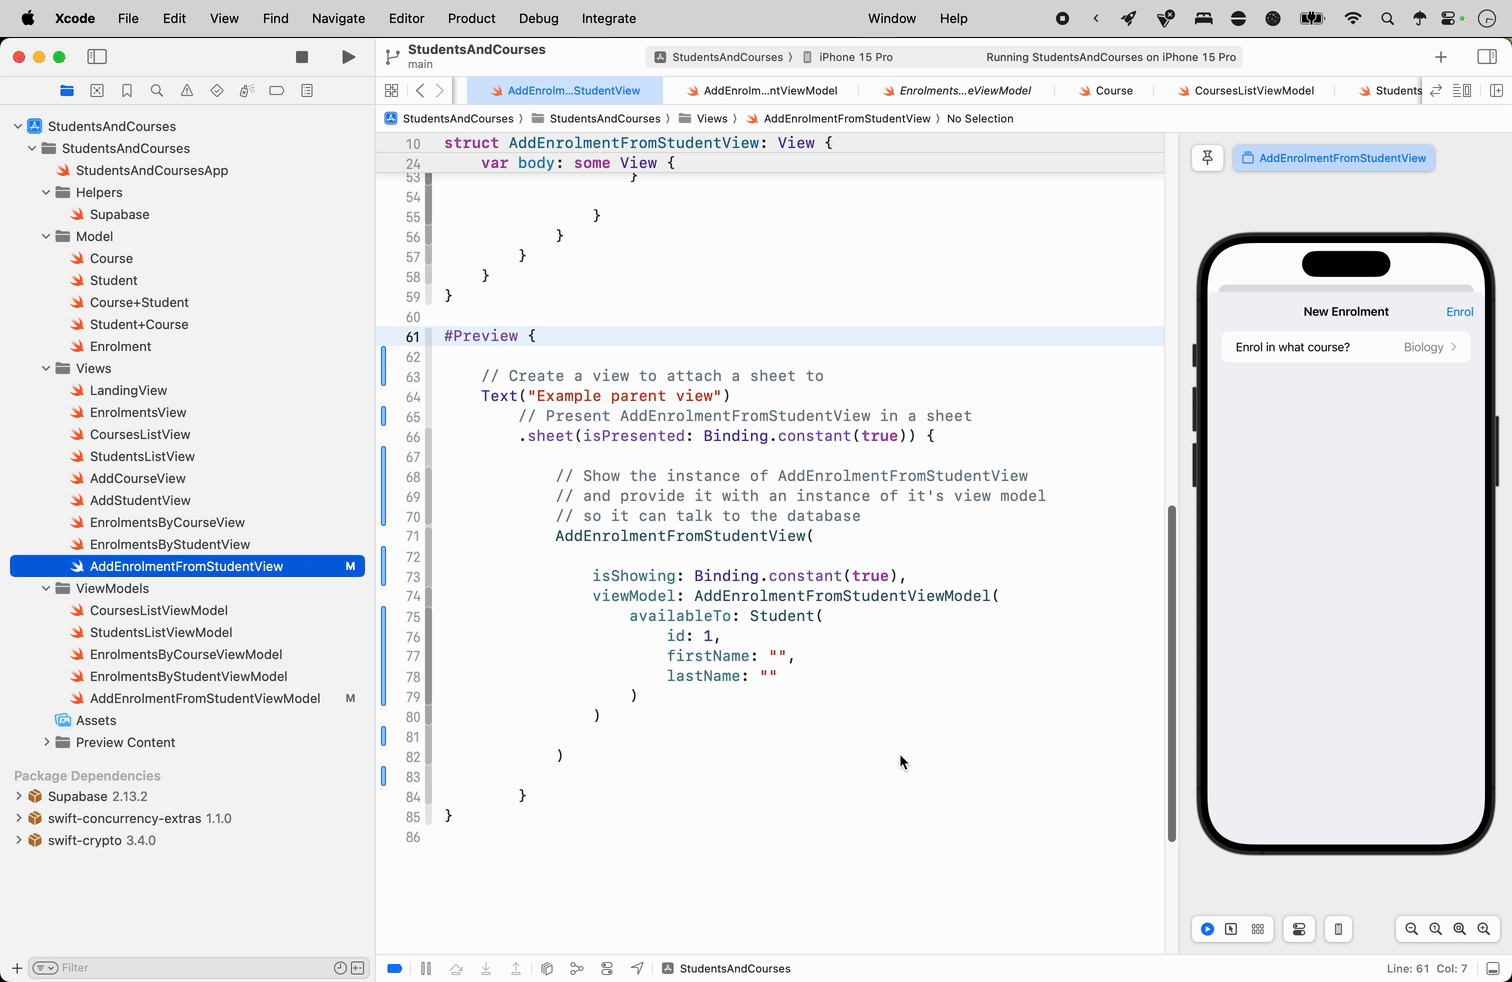 Xcode File Edit View Find Navigate Editor Product Debug Integrate Window Help
StudentsAndCourses
main
StudentsAndCourses 〉 iPhone 15 Pro
Running StudentsAndCourses on iPhone 15 Pro
AddEnrolm...StudentView
AddEnrolm...ntViewModel
Enrolments...eViewModel
Course
CoursesListViewModel
Students
StudentsAndCourses 〉 StudentsAndCourses 〉 Views 〉 AddEnrolmentFromStudentView 〉 No Selection
StudentsAndCourses
StudentsAndCourses
StudentsAndCoursesApp
Helpers
Supabase
Model
Course
Student
Course+Student
Student+Course
Enrolment
Views
LandingView
EnrolmentsView
CoursesListView
StudentsListView
AddCourseView
AddStudentView
EnrolmentsByCourseView
EnrolmentsByStudentView
AddEnrolmentFromStudentView M
ViewModels
CoursesListViewModel
StudentsListViewModel
EnrolmentsByCourseViewModel
EnrolmentsByStudentViewModel
AddEnrolmentFromStudentViewModel M
Assets
Preview Content
Package Dependencies
Supabase 2.13.2
swift-concurrency-extras 1.1.0
swift-crypto 3.4.0
Filter
10 struct AddEnrolmentFromStudentView: View {
24 var body: some View {
53 }
54
55 }
56 }
57 }
58 }
59 }
60
61 #Preview {
62
63 // Create a view to attach a sheet to
64 Text("Example parent view")
65 // Present AddEnrolmentFromStudentView in a sheet
66 .sheet(isPresented: Binding.constant(true)) {
67
68 // Show the instance of AddEnrolmentFromStudentView
69 // and provide it with an instance of it's view model
70 // so it can talk to the database
71 AddEnrolmentFromStudentView(
72
73 isShowing: Binding.constant(true),
74 viewModel: AddEnrolmentFromStudentViewModel(
75 availableTo: Student(
76 id: 1,
77 firstName: "",
78 lastName: ""
79 )
80 )
81
82 )
83
84 }
85 }
86
AddEnrolmentFromStudentView
New Enrolment Enrol
Enrol in what course? Biology
StudentsAndCourses
Line: 61 Col: 7